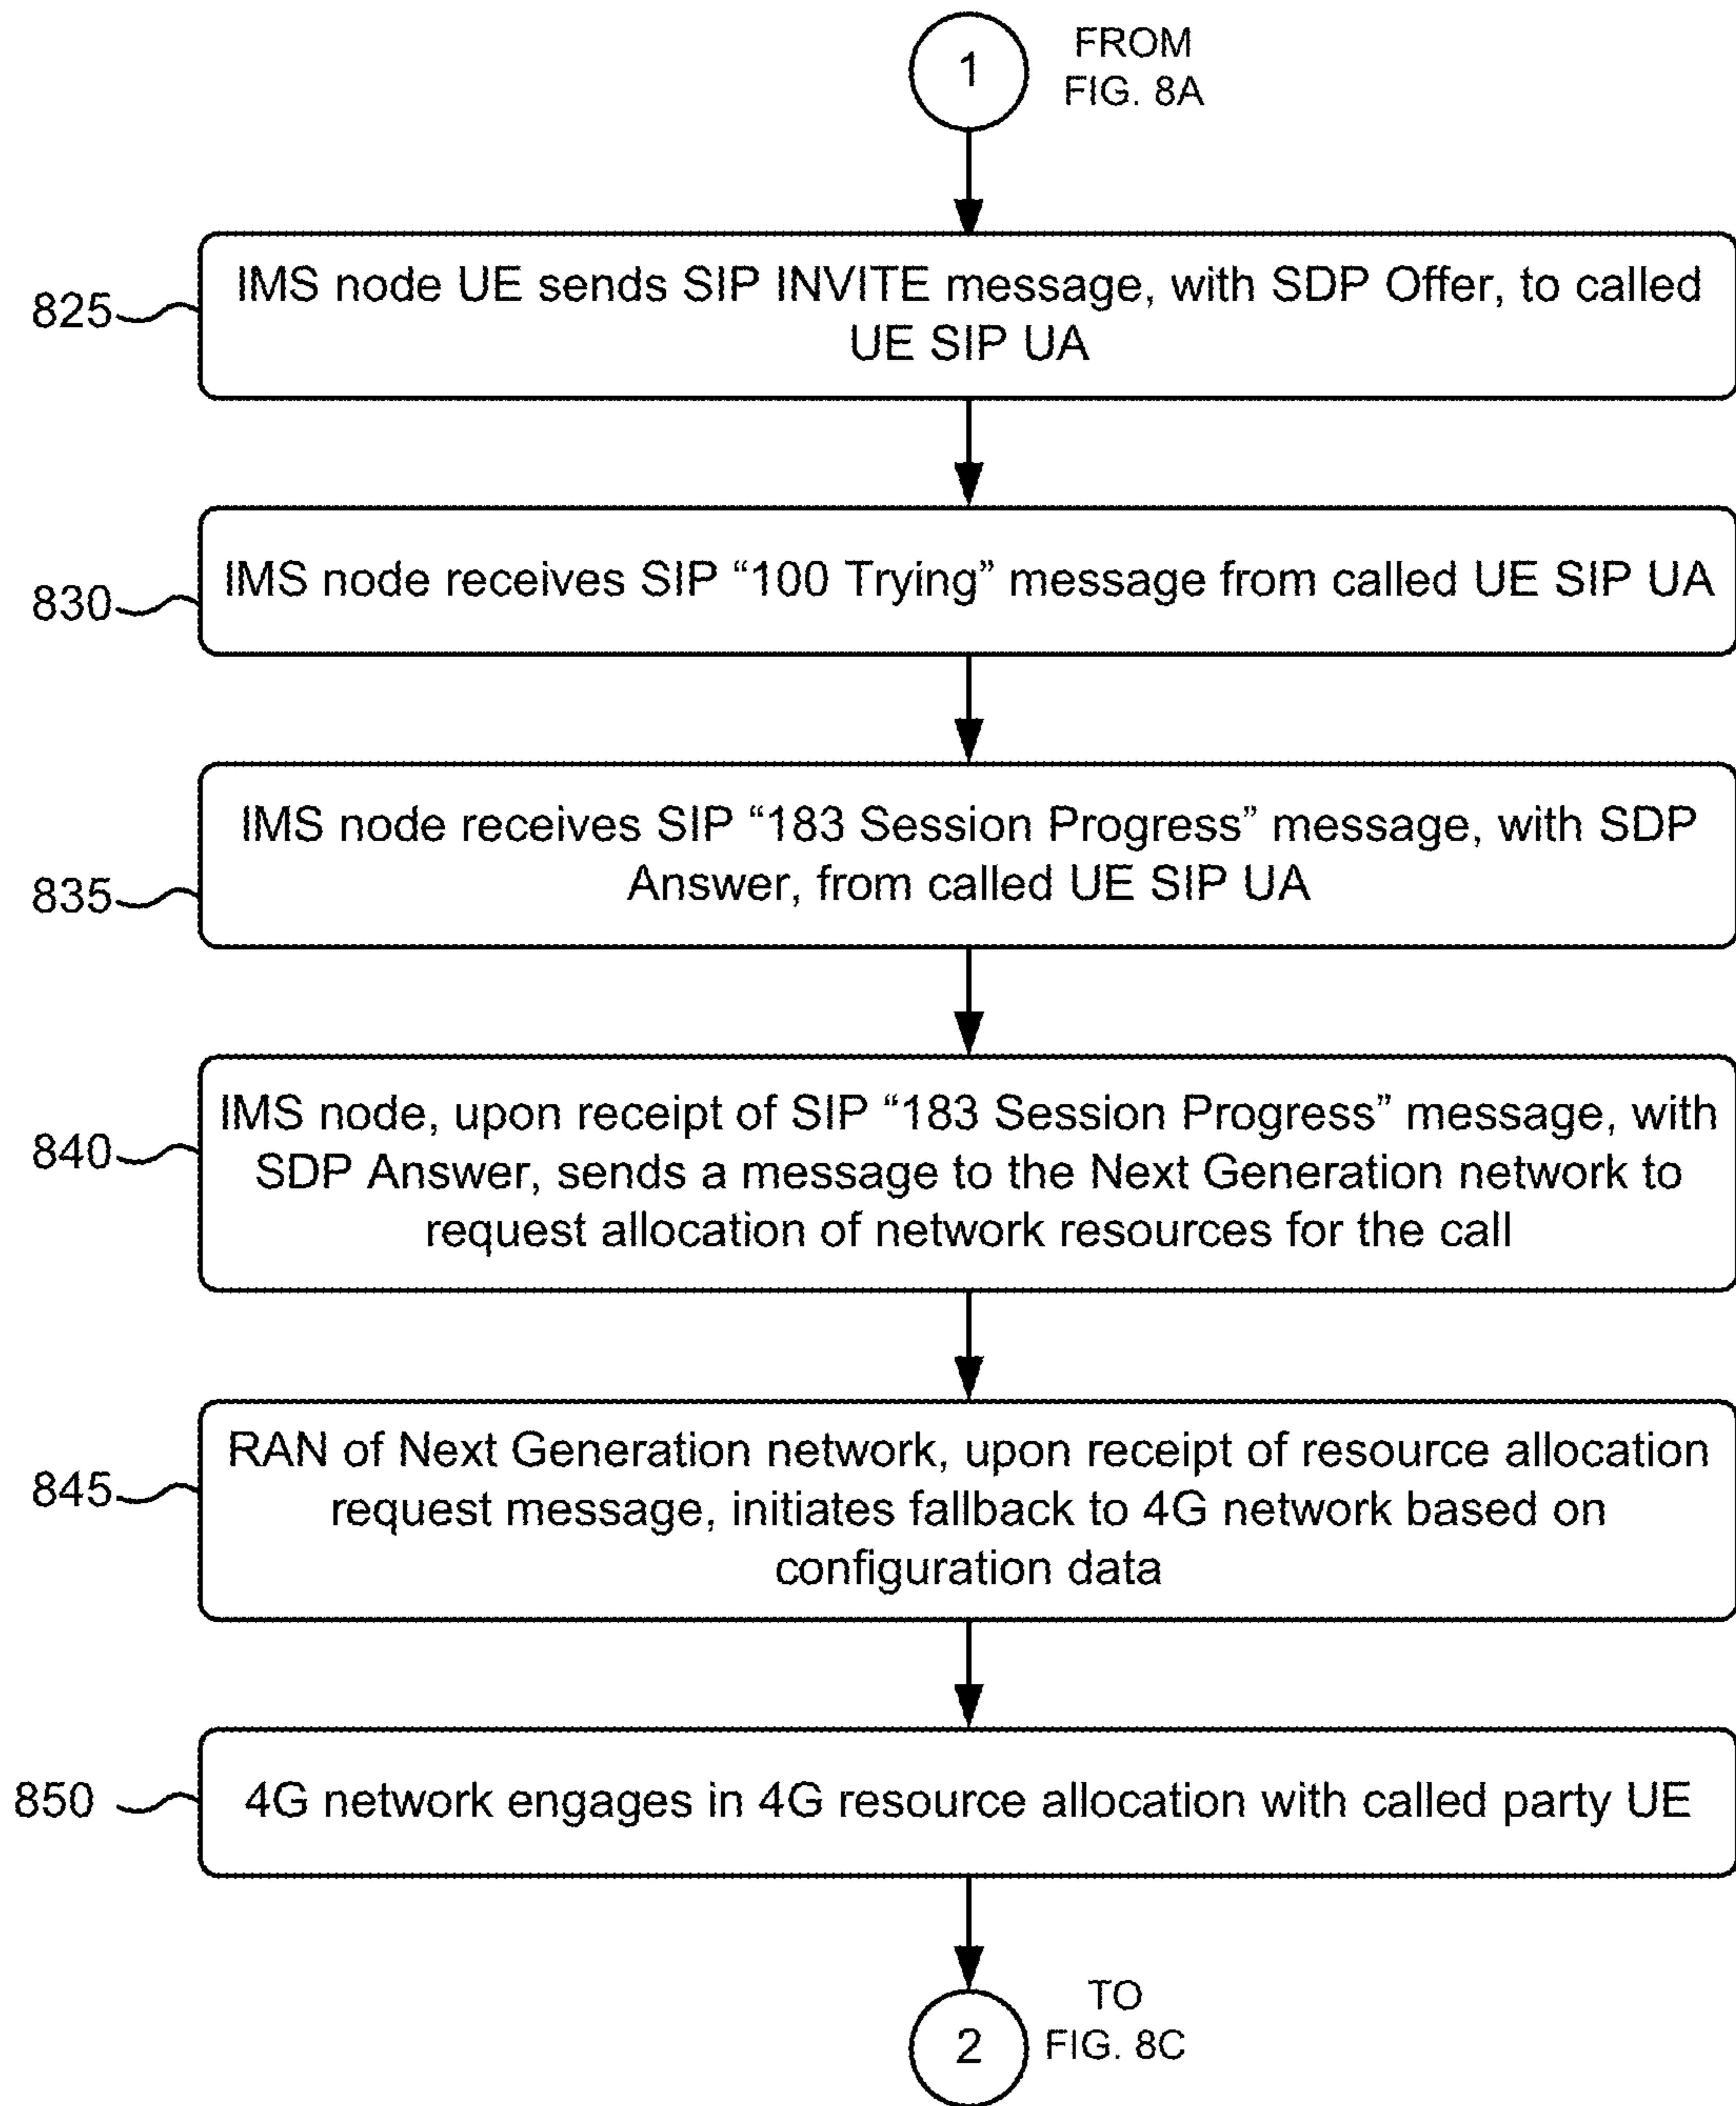 1
FROM
FIG. 8A
825
IMS node UE sends SIP INVITE message, with SDP Offer, to called
UE SIP UA
830
IMS node receives SIP “100 Trying” message from called UE SIP UA
835
IMS node receives SIP “183 Session Progress” message, with SDP
Answer, from called UE SIP UA
840
IMS node, upon receipt of SIP “183 Session Progress” message, with
SDP Answer, sends a message to the Next Generation network to
request allocation of network resources for the call
845
RAN of Next Generation network, upon receipt of resource allocation
request message, initiates fallback to 4G network based on
configuration data
850
4G network engages in 4G resource allocation with called party UE
2
TO
FIG. 8C